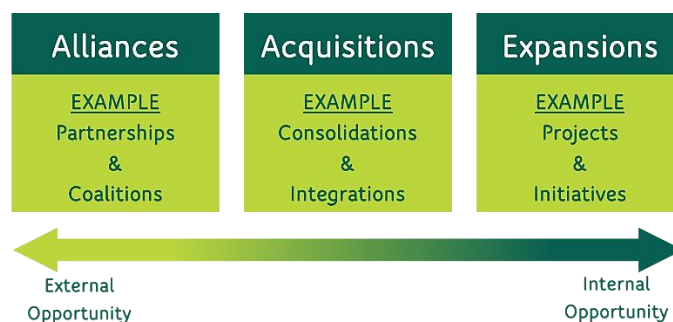 Alliances
EXAMPLE
Partnerships
&
Coalitions
Acquisitions
EXAMPLE
Consolidations
&
Integrations
Expansions
EXAMPLE
Projects
&
Initiatives
External
Opportunity
Internal
Opportunity